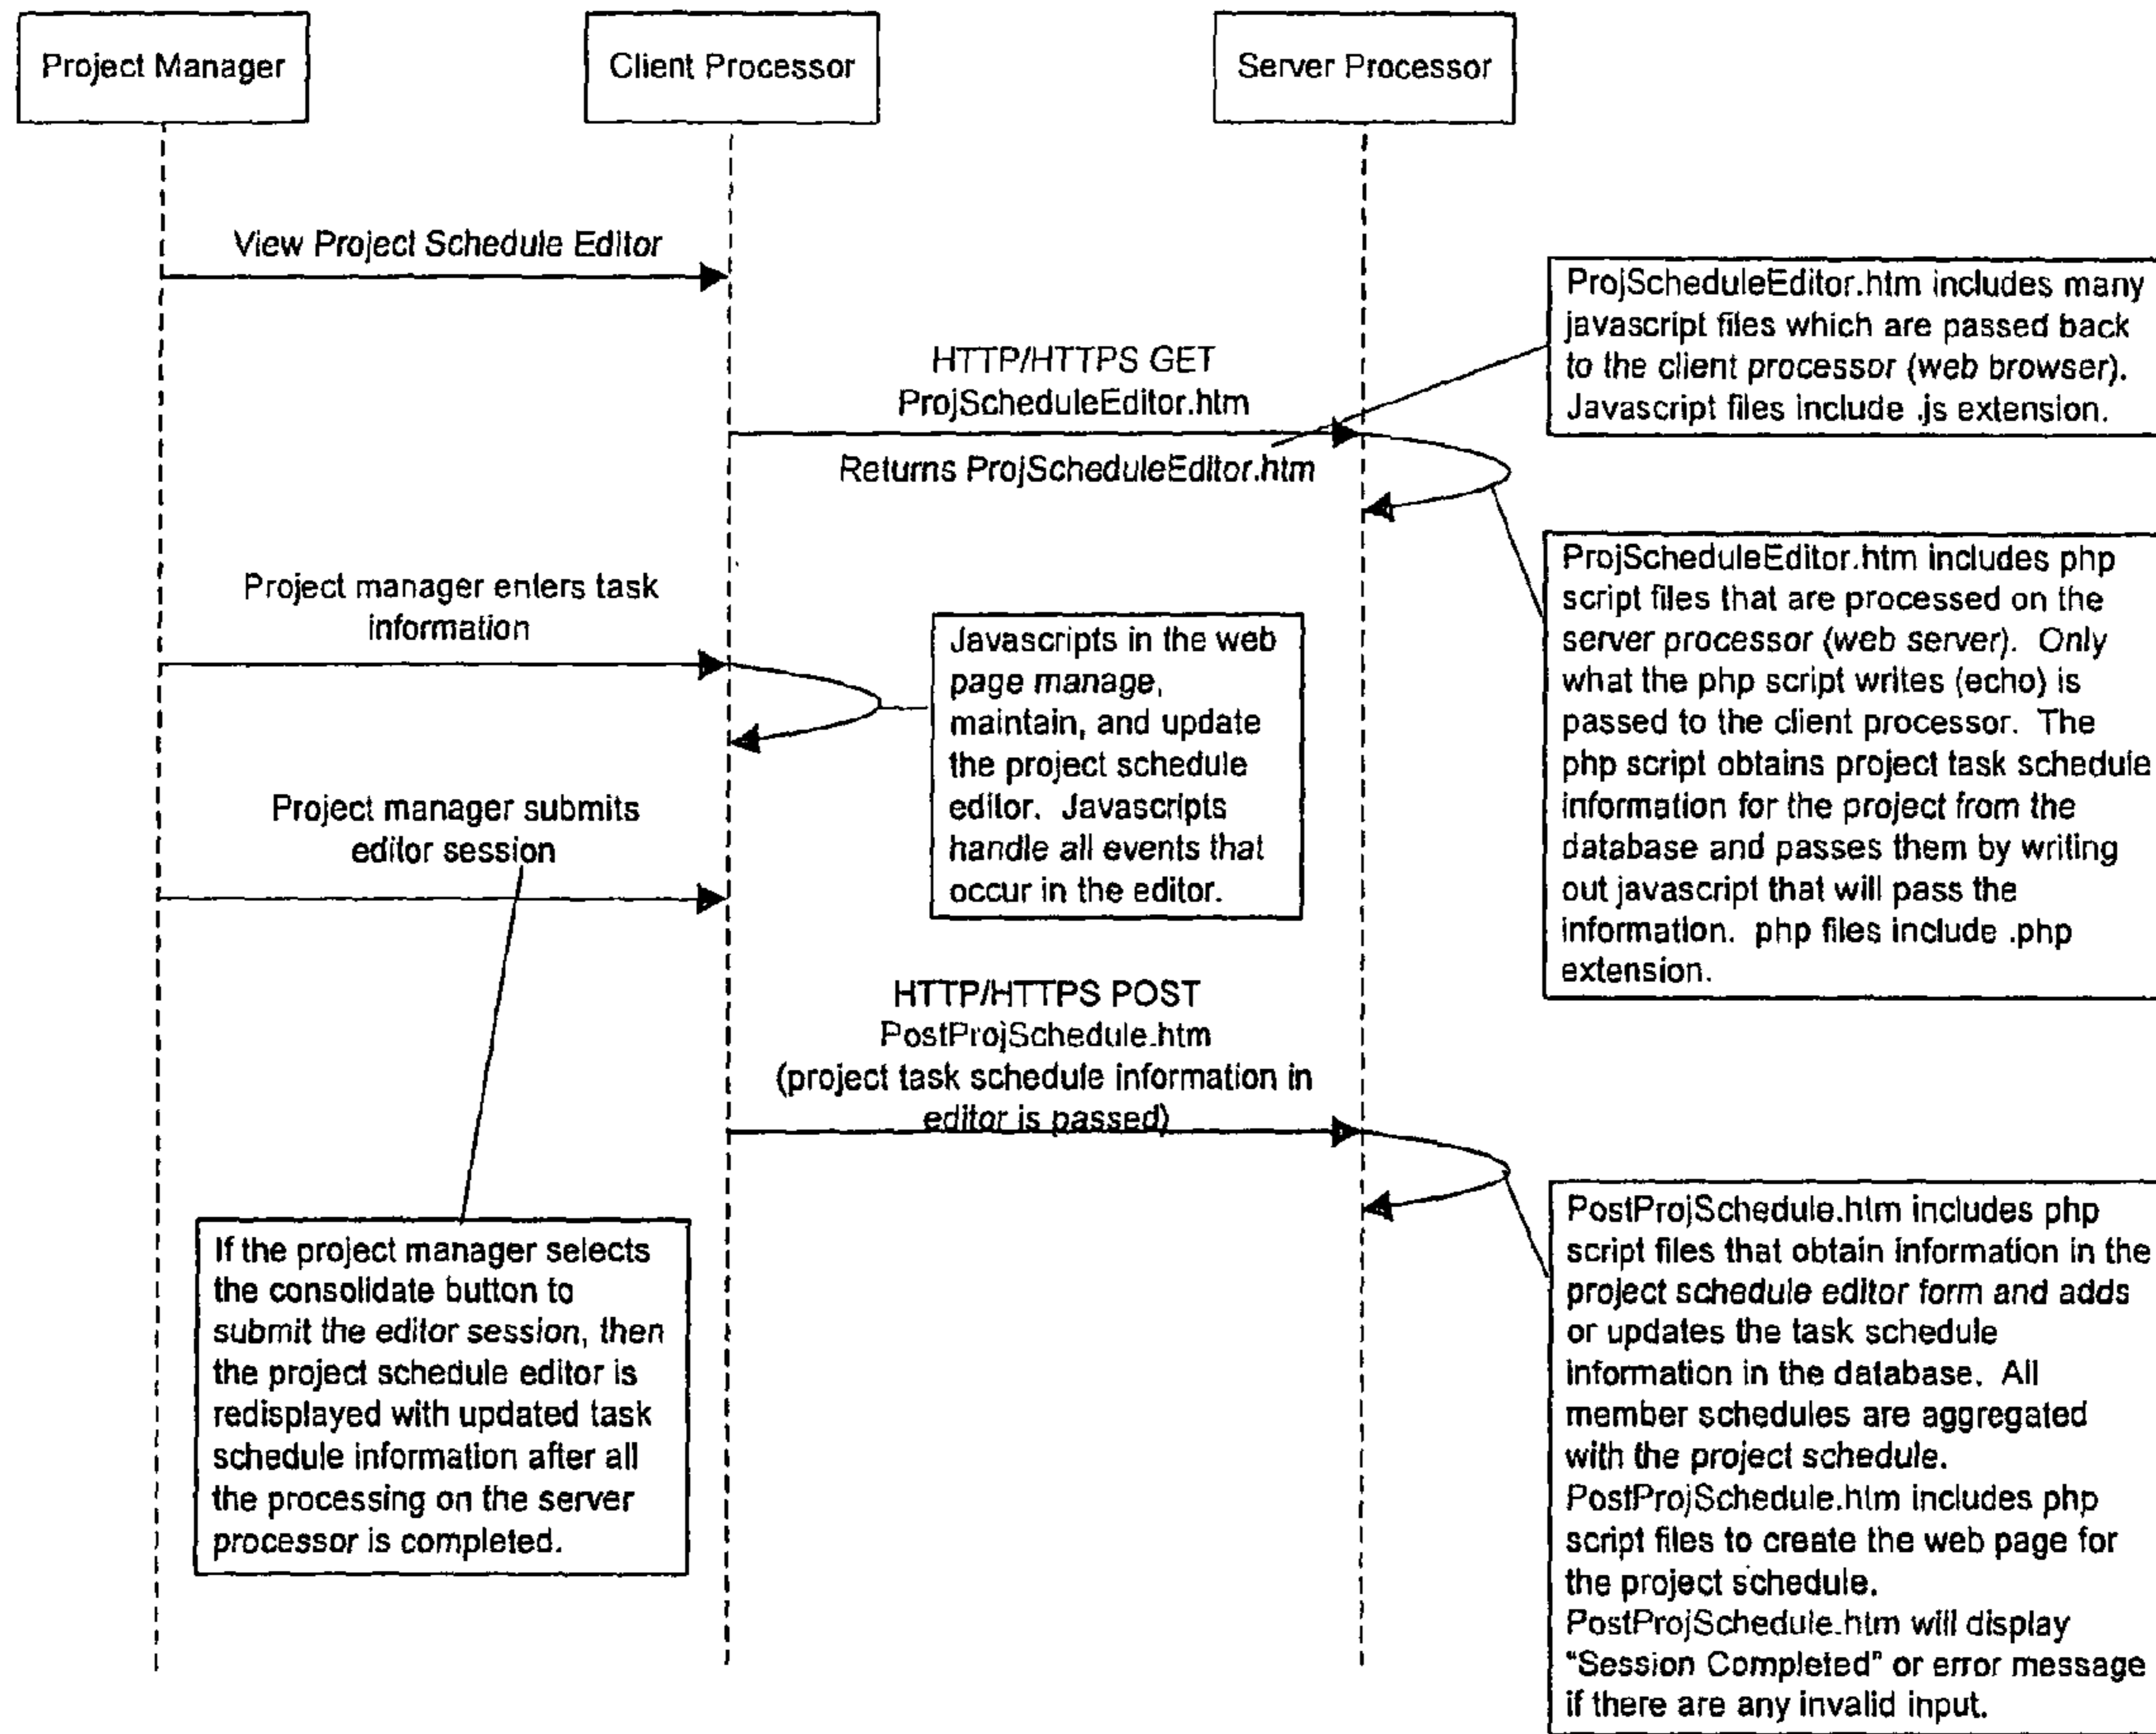 Project Manager
Client Processor
Server Processor
View Project Schedule Editor
ProjScheduleEditor.htm includes many
javascript files which are passed back
to the client processor (web browser).
Javascript files include .js extension.
HTTP/HTTPS GET
ProjScheduleEditor.htm
Returns ProjScheduleEditor.htm
ProjScheduleEditor.htm includes php
script files that are processed on the
server processor (web server). Only
what the php script writes (echo) is
passed to the client processor. The
php script obtains project task schedule
information for the project from the
database and passes them by writing
out javascript that will pass the
information. php files include .php
extension.
Project manager enters task
information
Javascripts in the web
page manage,
maintain, and update
the project schedule
editor. Javascripts
handle all events that
occur in the editor.
Project manager submits
editor session
HTTP/HTTPS POST
PostProjSchedule.htm
(project task schedule information in
editor is passed)
If the project manager selects
the consolidate button to
submit the editor session, then
the project schedule editor is
redisplayed with updated task
schedule information after all
the processing on the server
processor is completed.
PostProjSchedule.htm includes php
script files that obtain information in the
project schedule editor form and adds
or updates the task schedule
information in the database. All
member schedules are aggregated
with the project schedule.
PostProjSchedule.htm includes php
script files to create the web page for
the project schedule.
PostProjSchedule.htm will display
"Session Completed" or error message
if there are any invalid input.